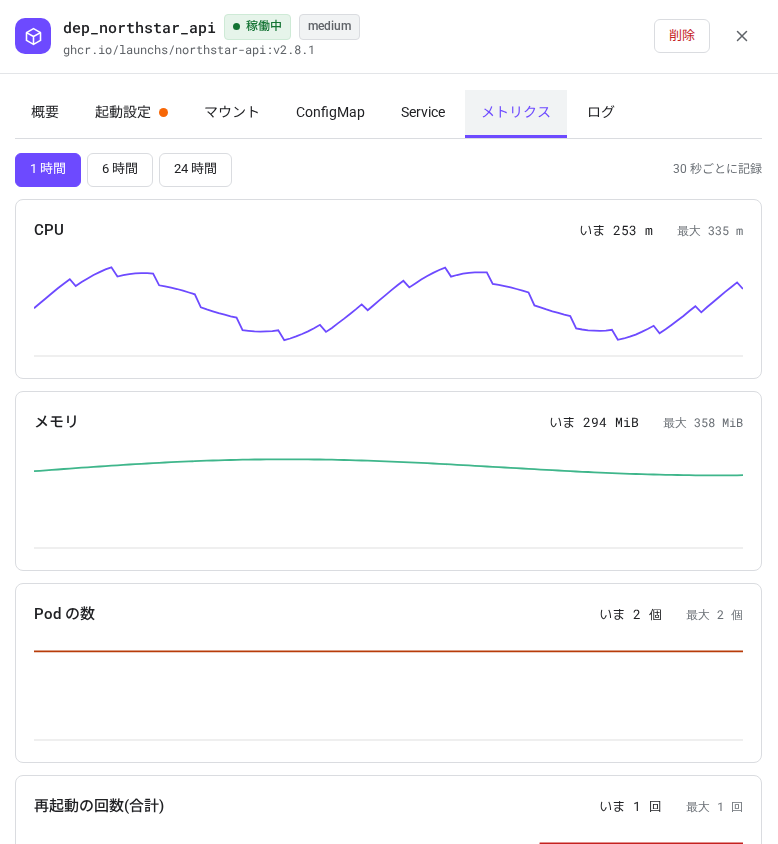 dep_northstar_api 稼働中 medium
ghcr.io/launchs/northstar-api:v2.8.1
削除
概要 起動設定 マウント ConfigMap Service メトリクス ログ
1 時間 6 時間 24 時間 30 秒ごとに記録
CPU いま 253 m 最大 335 m
メモリ いま 294 MiB 最大 358 MiB
Pod の数 いま 2 個 最大 2 個
再起動の回数(合計) いま 1 回 最大 1 回